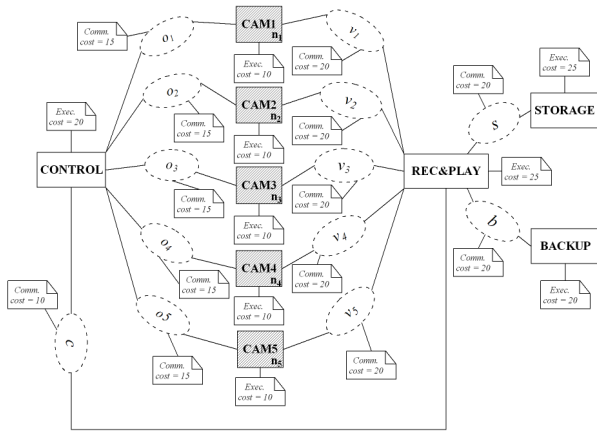 Comm.
cost = 15
o1
CAM1
n1
v1
Comm.
cost = 20
Exec.
cost = 10
Exec.
cost = 25
Comm.
cost = 20
Exec.
cost = 20
o2
CAM2
n2
v2
Comm.
cost = 15
Comm.
cost = 20
Exec.
cost = 10
s
STORAGE
CONTROL
o3
CAM3
n3
v3
REC&PLAY
Exec.
cost = 25
Comm.
cost = 15
Comm.
cost = 20
Exec.
cost = 10
o4
CAM4
n4
v4
b
BACKUP
Comm.
cost = 15
Comm.
cost = 20
Comm.
cost = 20
Exec.
cost = 10
Exec.
cost = 20
Comm.
cost = 10
c
o5
CAM5
n5
v5
Comm.
cost = 15
Comm.
cost = 20
Exec.
cost = 10